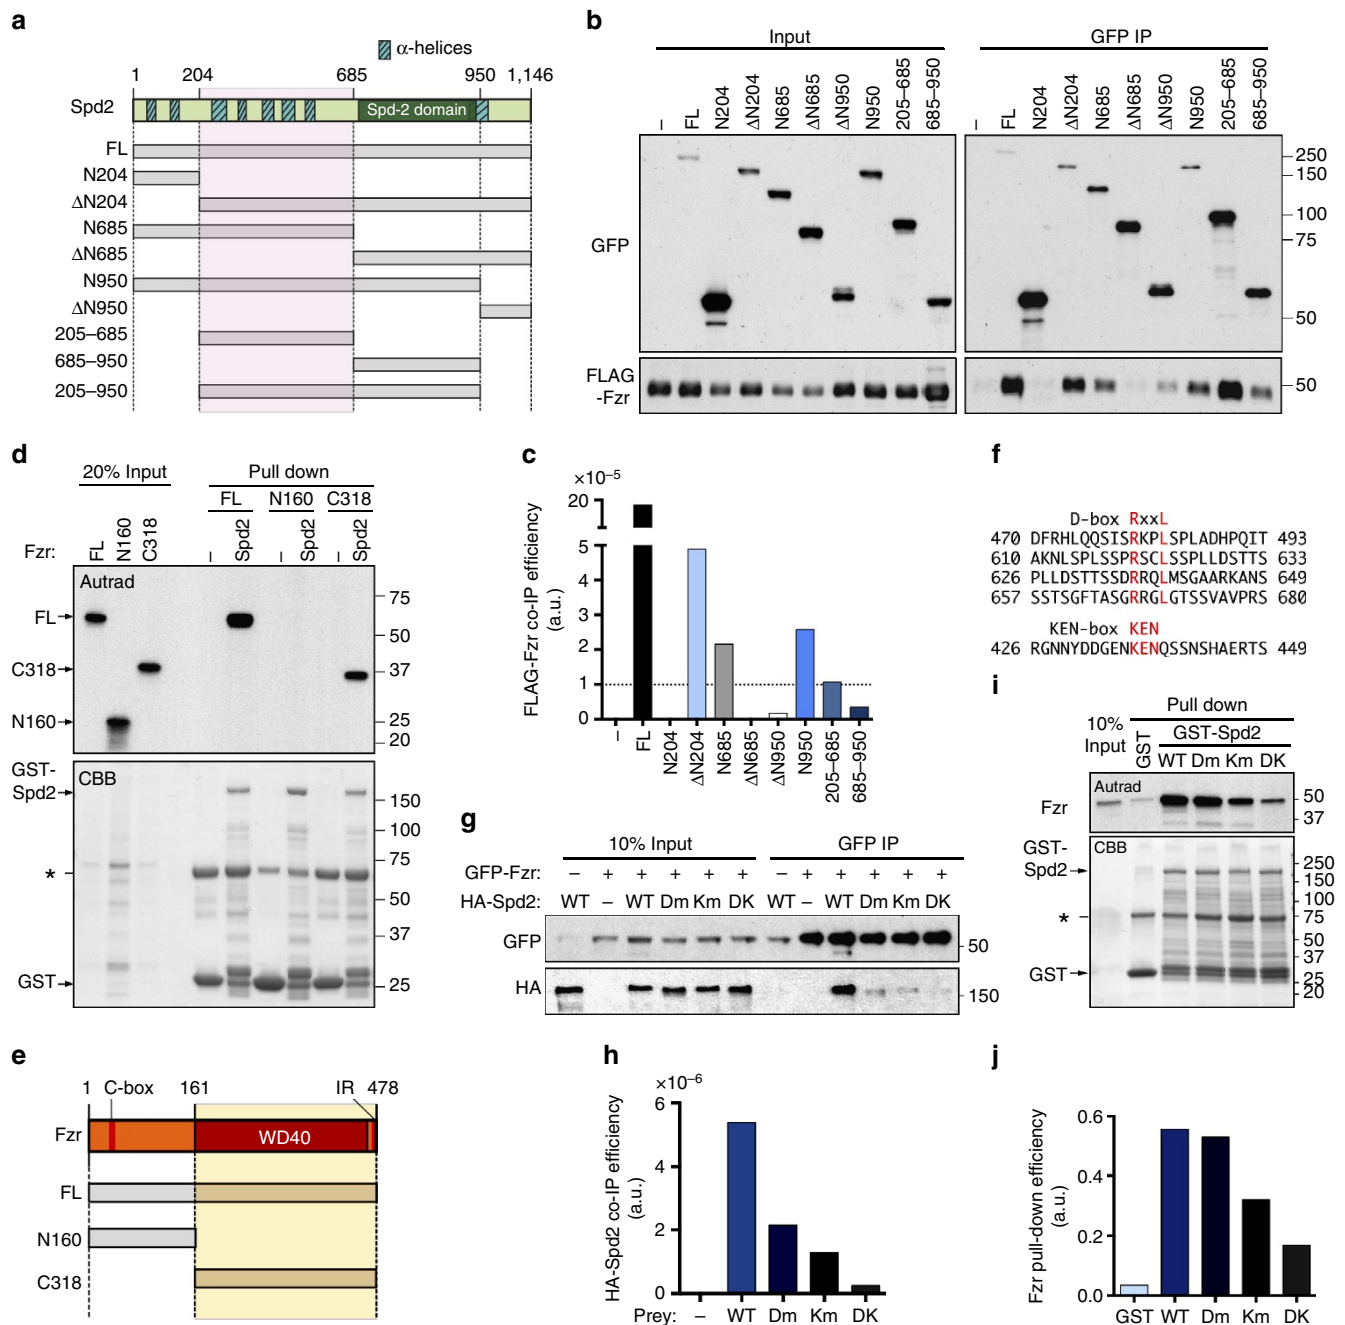 a
α-helices
1 204 685 950 1,146
Spd2
Spd-2 domain
FL
N204
ΔN204
N685
ΔN685
N950
ΔN950
205–685
685–950
205–950
b
Input GFP IP
– FL N204 ΔN204 N685 ΔN685 ΔN950 N950 205–685 685–950
– FL N204 ΔN204 N685 ΔN685 ΔN950 N950 205–685 685–950
GFP
250
150
100
75
50
FLAG
-Fzr
50
d
20% Input Pull down
FL N160 C318
Fzr: FL N160 C318 – Spd2 – Spd2 – Spd2
Autrad
FL
C318
N160
75
50
37
25
20
CBB
GST-
Spd2
*
GST
150
100
75
50
37
25
c
×10–5
FLAG-Fzr co-IP efficiency
(a.u.)
20
5
4
3
2
1
0
– FL N204 ΔN204 N685 ΔN685 ΔN950 N950 205–685 685–950
f
D-box RxxL
470 DFRHLQQSISRKPLSPLADHPQIT 493
610 AKNLSPLSSPRSCLSSPLLDSTTS 633
626 PLLDSTTSSDRRQLMSGAARKANS 649
657 SSTSGFTASGRRGLGTSSVAVPRS 680
KEN-box KEN
426 RGNNYDDGENKENQSSNSHAERTS 449
g
10% Input GFP IP
GFP-Fzr: – + + + + + – + + + + +
HA-Spd2: WT – WT Dm Km DK WT – WT Dm Km DK
GFP
50
HA
150
i
Pull down
10%
Input
GST
GST-Spd2
WT Dm Km DK
Autrad
Fzr
50
37
CBB
GST-
Spd2
*
GST
250
150
100
75
50
37
25
20
e
1 C-box 161 IR 478
Fzr
WD40
FL
N160
C318
h
×10–6
HA-Spd2 co-IP efficiency
(a.u.)
6
4
2
0
Prey: – WT Dm Km DK
j
Fzr pull-down efficiency
(a.u.)
0.6
0.4
0.2
0.0
GST WT Dm Km DK